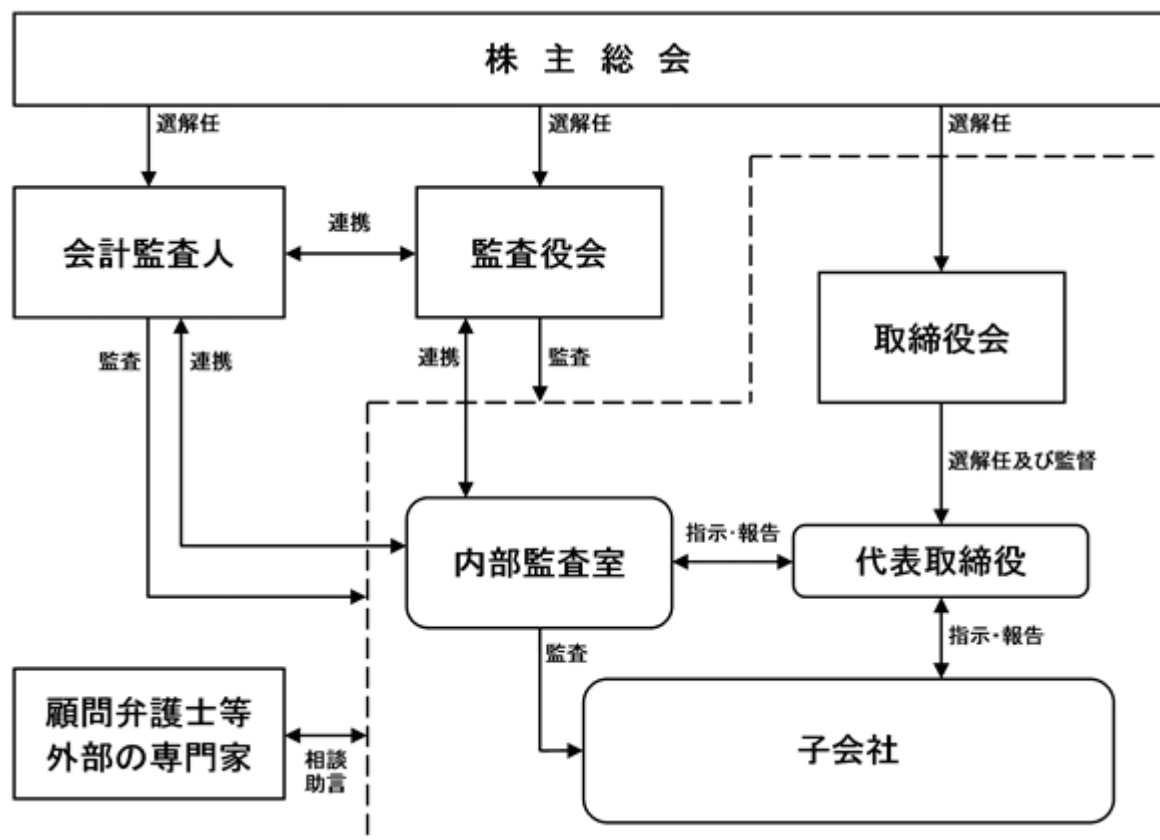 株主総会
選解任
選解任
選解任
会計監査人
連携
監査役会
取締役会
監査
連携
連携
監査
選解任及び監督
内部監査室
指示・報告
代表取締役
監査
指示・報告
顧問弁護士等
外部の専門家
相談
助言
子会社